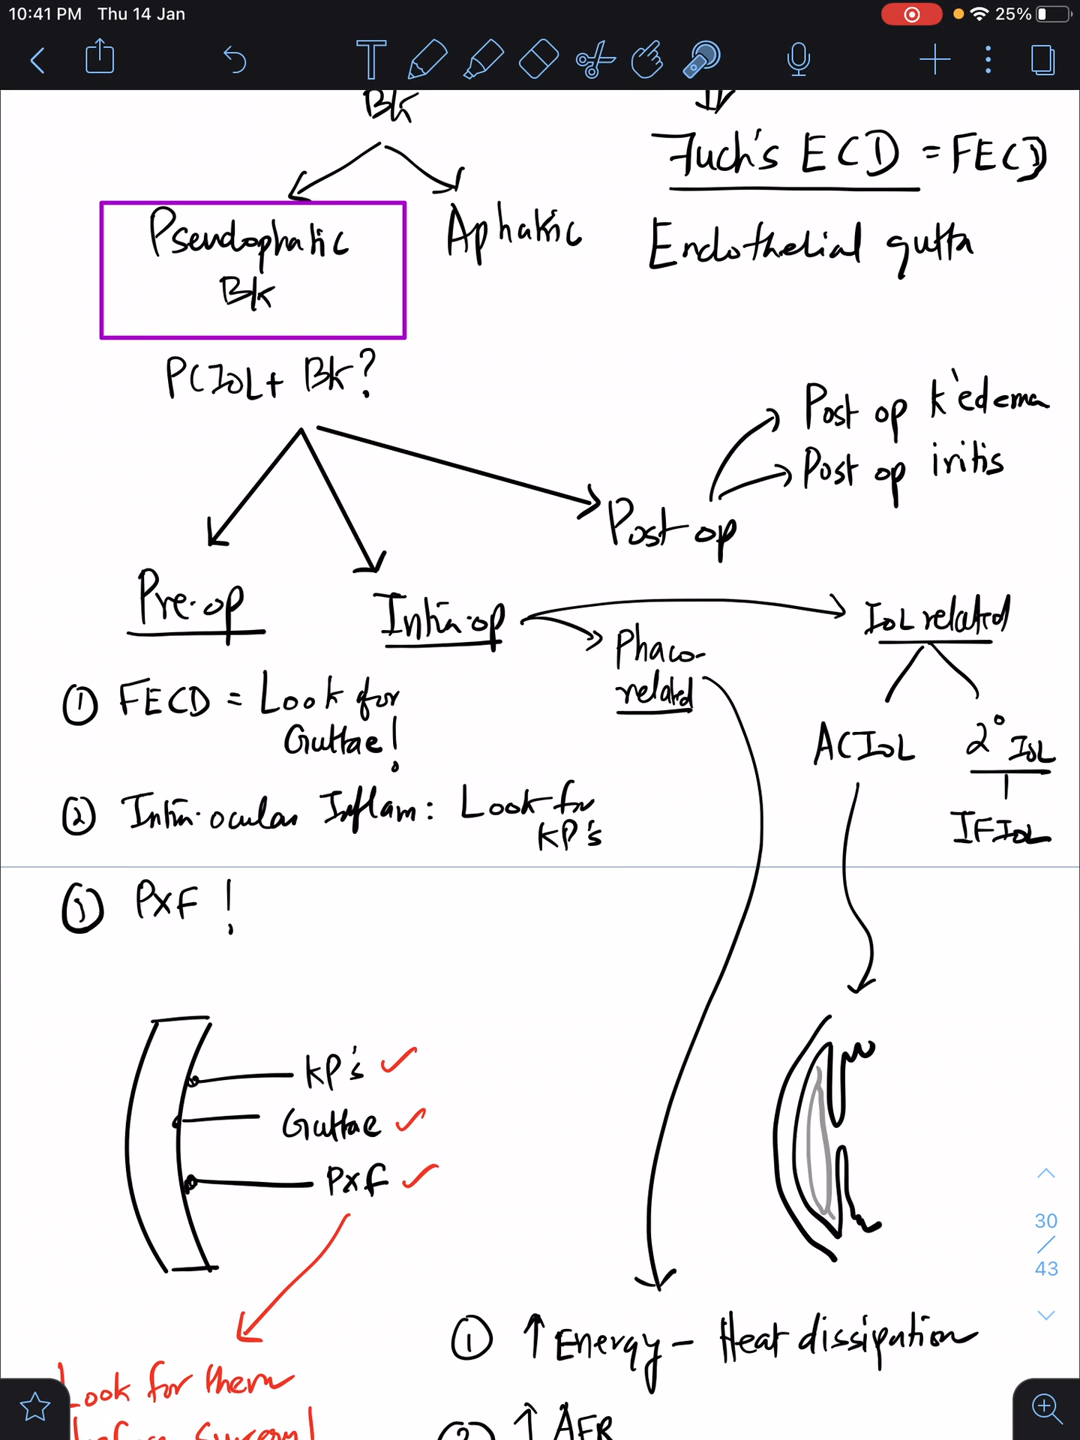 10:41 PM Thu 14 Jan
25%
Bk
Fuch's ECD = FECD
Pseudophakic
Bk
Aphakic
Endothelial gutta
PCIOL + Bk?
Post op K edema
Post op iritis
Post op
Pre-op
Intra-op
IOL related
Phaco-
related
① FECD = Look for
Guttae!
ACIOL
2° IOL
IFIOL
② Intra-ocular Inflam: Look for
KP's
③ PXF !
KP's ✓
Guttae ✓
PXF ✓
30
/
43
① ↑ Energy - Heat dissipation
Look for them
before surgery!
② ↑ AFR